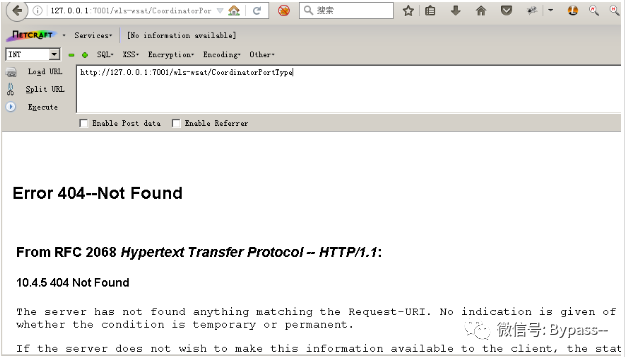 127.0.0.1:7001/wls-wsat/CoordinatorPor
搜索
NETCRAFT Services [No information available]
INT SQL XSS Encryption Encoding Other
Load URL
http://127.0.0.1:7001/wls-wsat/CoordinatorPortType
Split URL
Execute
Enable Post data Enable Referrer
Error 404--Not Found
From RFC 2068 Hypertext Transfer Protocol -- HTTP/1.1:
10.4.5 404 Not Found
The server has not found anything matching the Request-URI. No indication is given of
whether the condition is temporary or permanent.
微信号: Bypass--
If the server does not wish to make this information available to the client, the stat